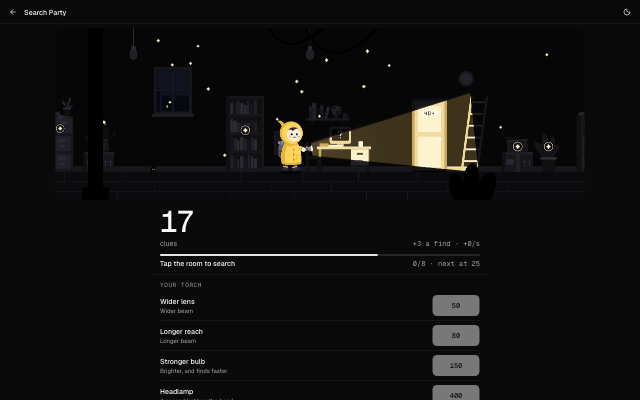 Search Party
404
?
17
clues
+3 a find · +0/s
Tap the room to search
0/8 · next at 25
YOUR TORCH
Wider lens
Wider beam
50
Longer reach
Longer beam
80
Stronger bulb
Brighter, and finds faster
150
Headlamp
400